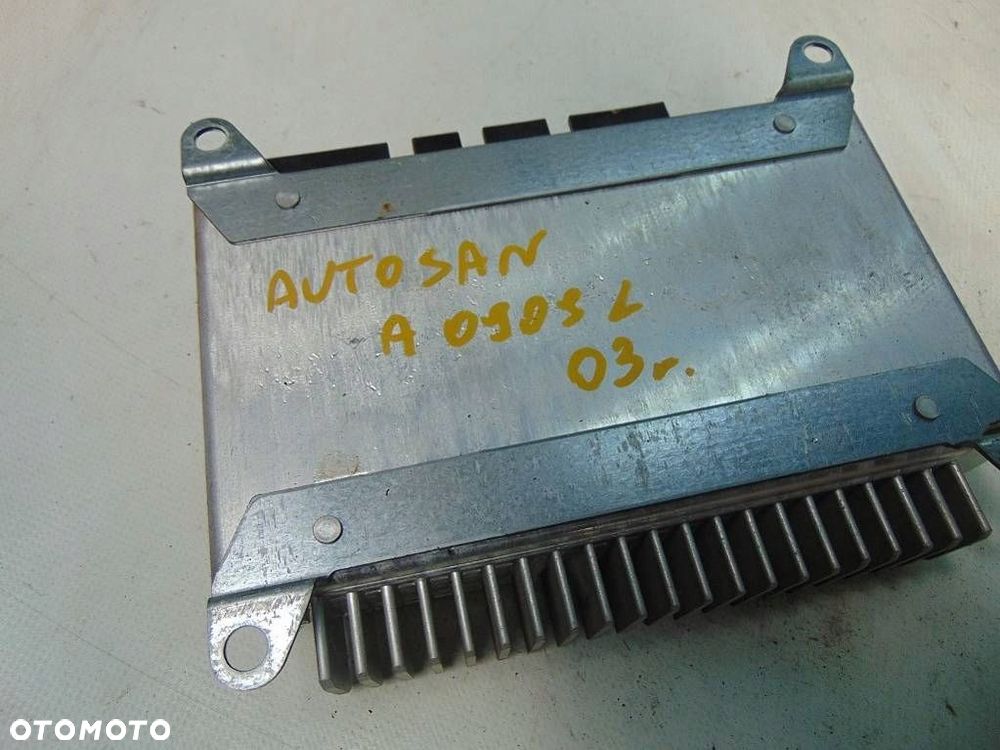 AUTOSAN
A 0909 L
03r.
OTOMOTO